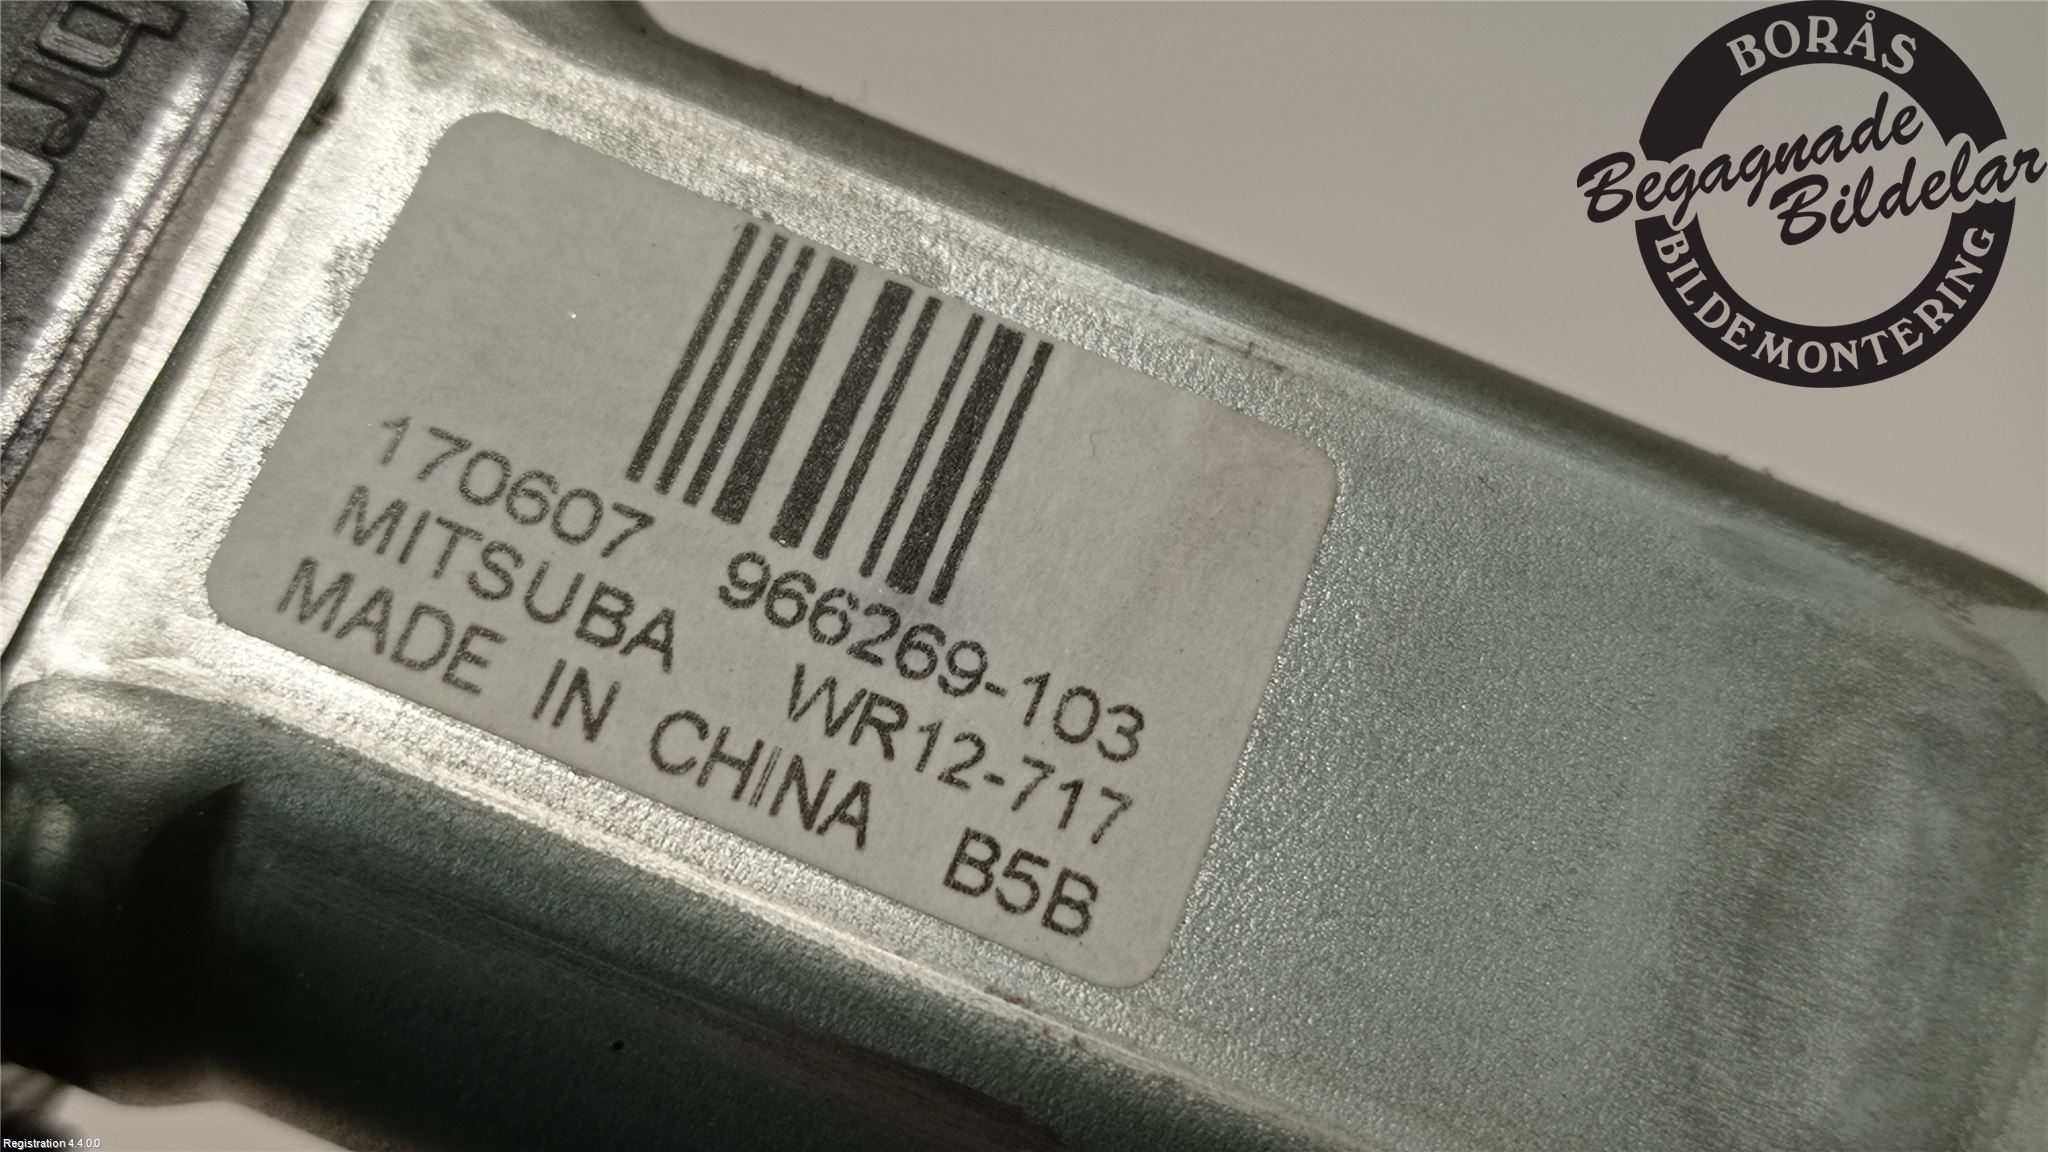 BORÅS
Begagnade
Bildelar
BILDEMONTERING
170607 966269-103
MITSUBA WR12-717
MADE IN CHINA B5B
Registration 4.4.0.0